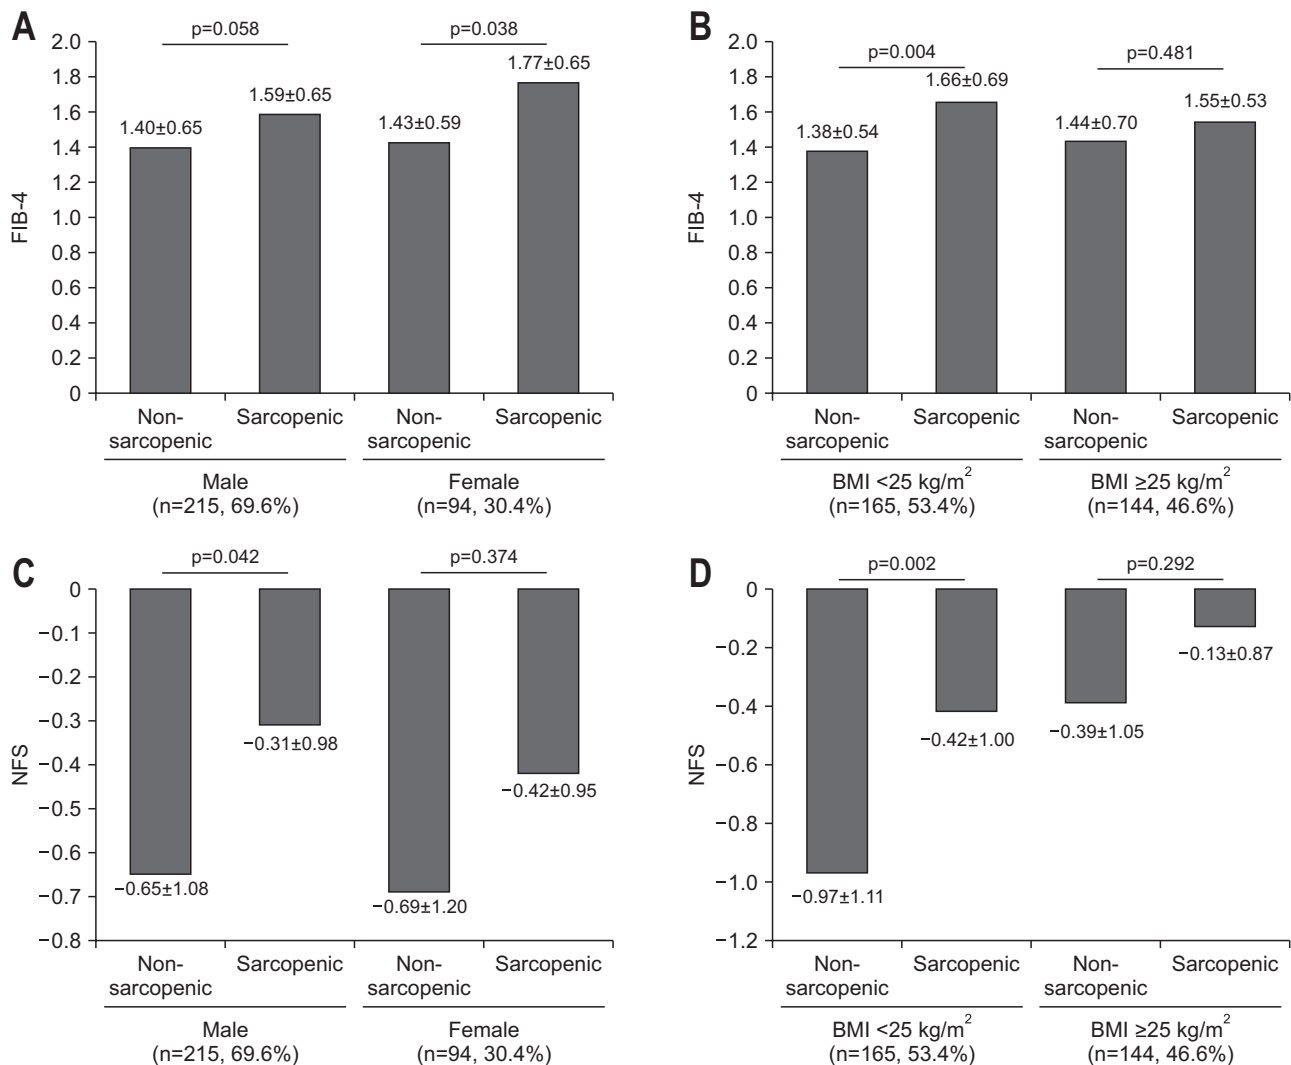 A
p=0.058
p=0.038
2.0
1.8
1.6
1.4
1.2
1.0
0.8
0.6
0.4
0.2
0
FIB-4
1.40±0.65
1.59±0.65
1.43±0.59
1.77±0.65
Non-
sarcopenic
Sarcopenic
Non-
sarcopenic
Sarcopenic
Male
(n=215, 69.6%)
Female
(n=94, 30.4%)
B
p=0.004
p=0.481
2.0
1.8
1.6
1.4
1.2
1.0
0.8
0.6
0.4
0.2
0
FIB-4
1.38±0.54
1.66±0.69
1.44±0.70
1.55±0.53
Non-
sarcopenic
Sarcopenic
Non-
sarcopenic
Sarcopenic
BMI <25 kg/m²
(n=165, 53.4%)
BMI ≥25 kg/m²
(n=144, 46.6%)
C
p=0.042
p=0.374
0
−0.1
−0.2
−0.3
−0.4
−0.5
−0.6
−0.7
−0.8
NFS
−0.65±1.08
−0.31±0.98
−0.69±1.20
−0.42±0.95
Non-
sarcopenic
Sarcopenic
Non-
sarcopenic
Sarcopenic
Male
(n=215, 69.6%)
Female
(n=94, 30.4%)
D
p=0.002
p=0.292
0
−0.2
−0.4
−0.6
−0.8
−1.0
−1.2
NFS
−0.97±1.11
−0.42±1.00
−0.39±1.05
−0.13±0.87
Non-
sarcopenic
Sarcopenic
Non-
sarcopenic
Sarcopenic
BMI <25 kg/m²
(n=165, 53.4%)
BMI ≥25 kg/m²
(n=144, 46.6%)